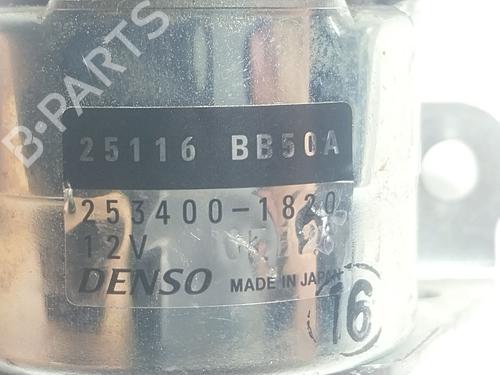 B-PARTS
25116 BB50A
253400-1820
12V
DENSO MADE IN JAPAN
16